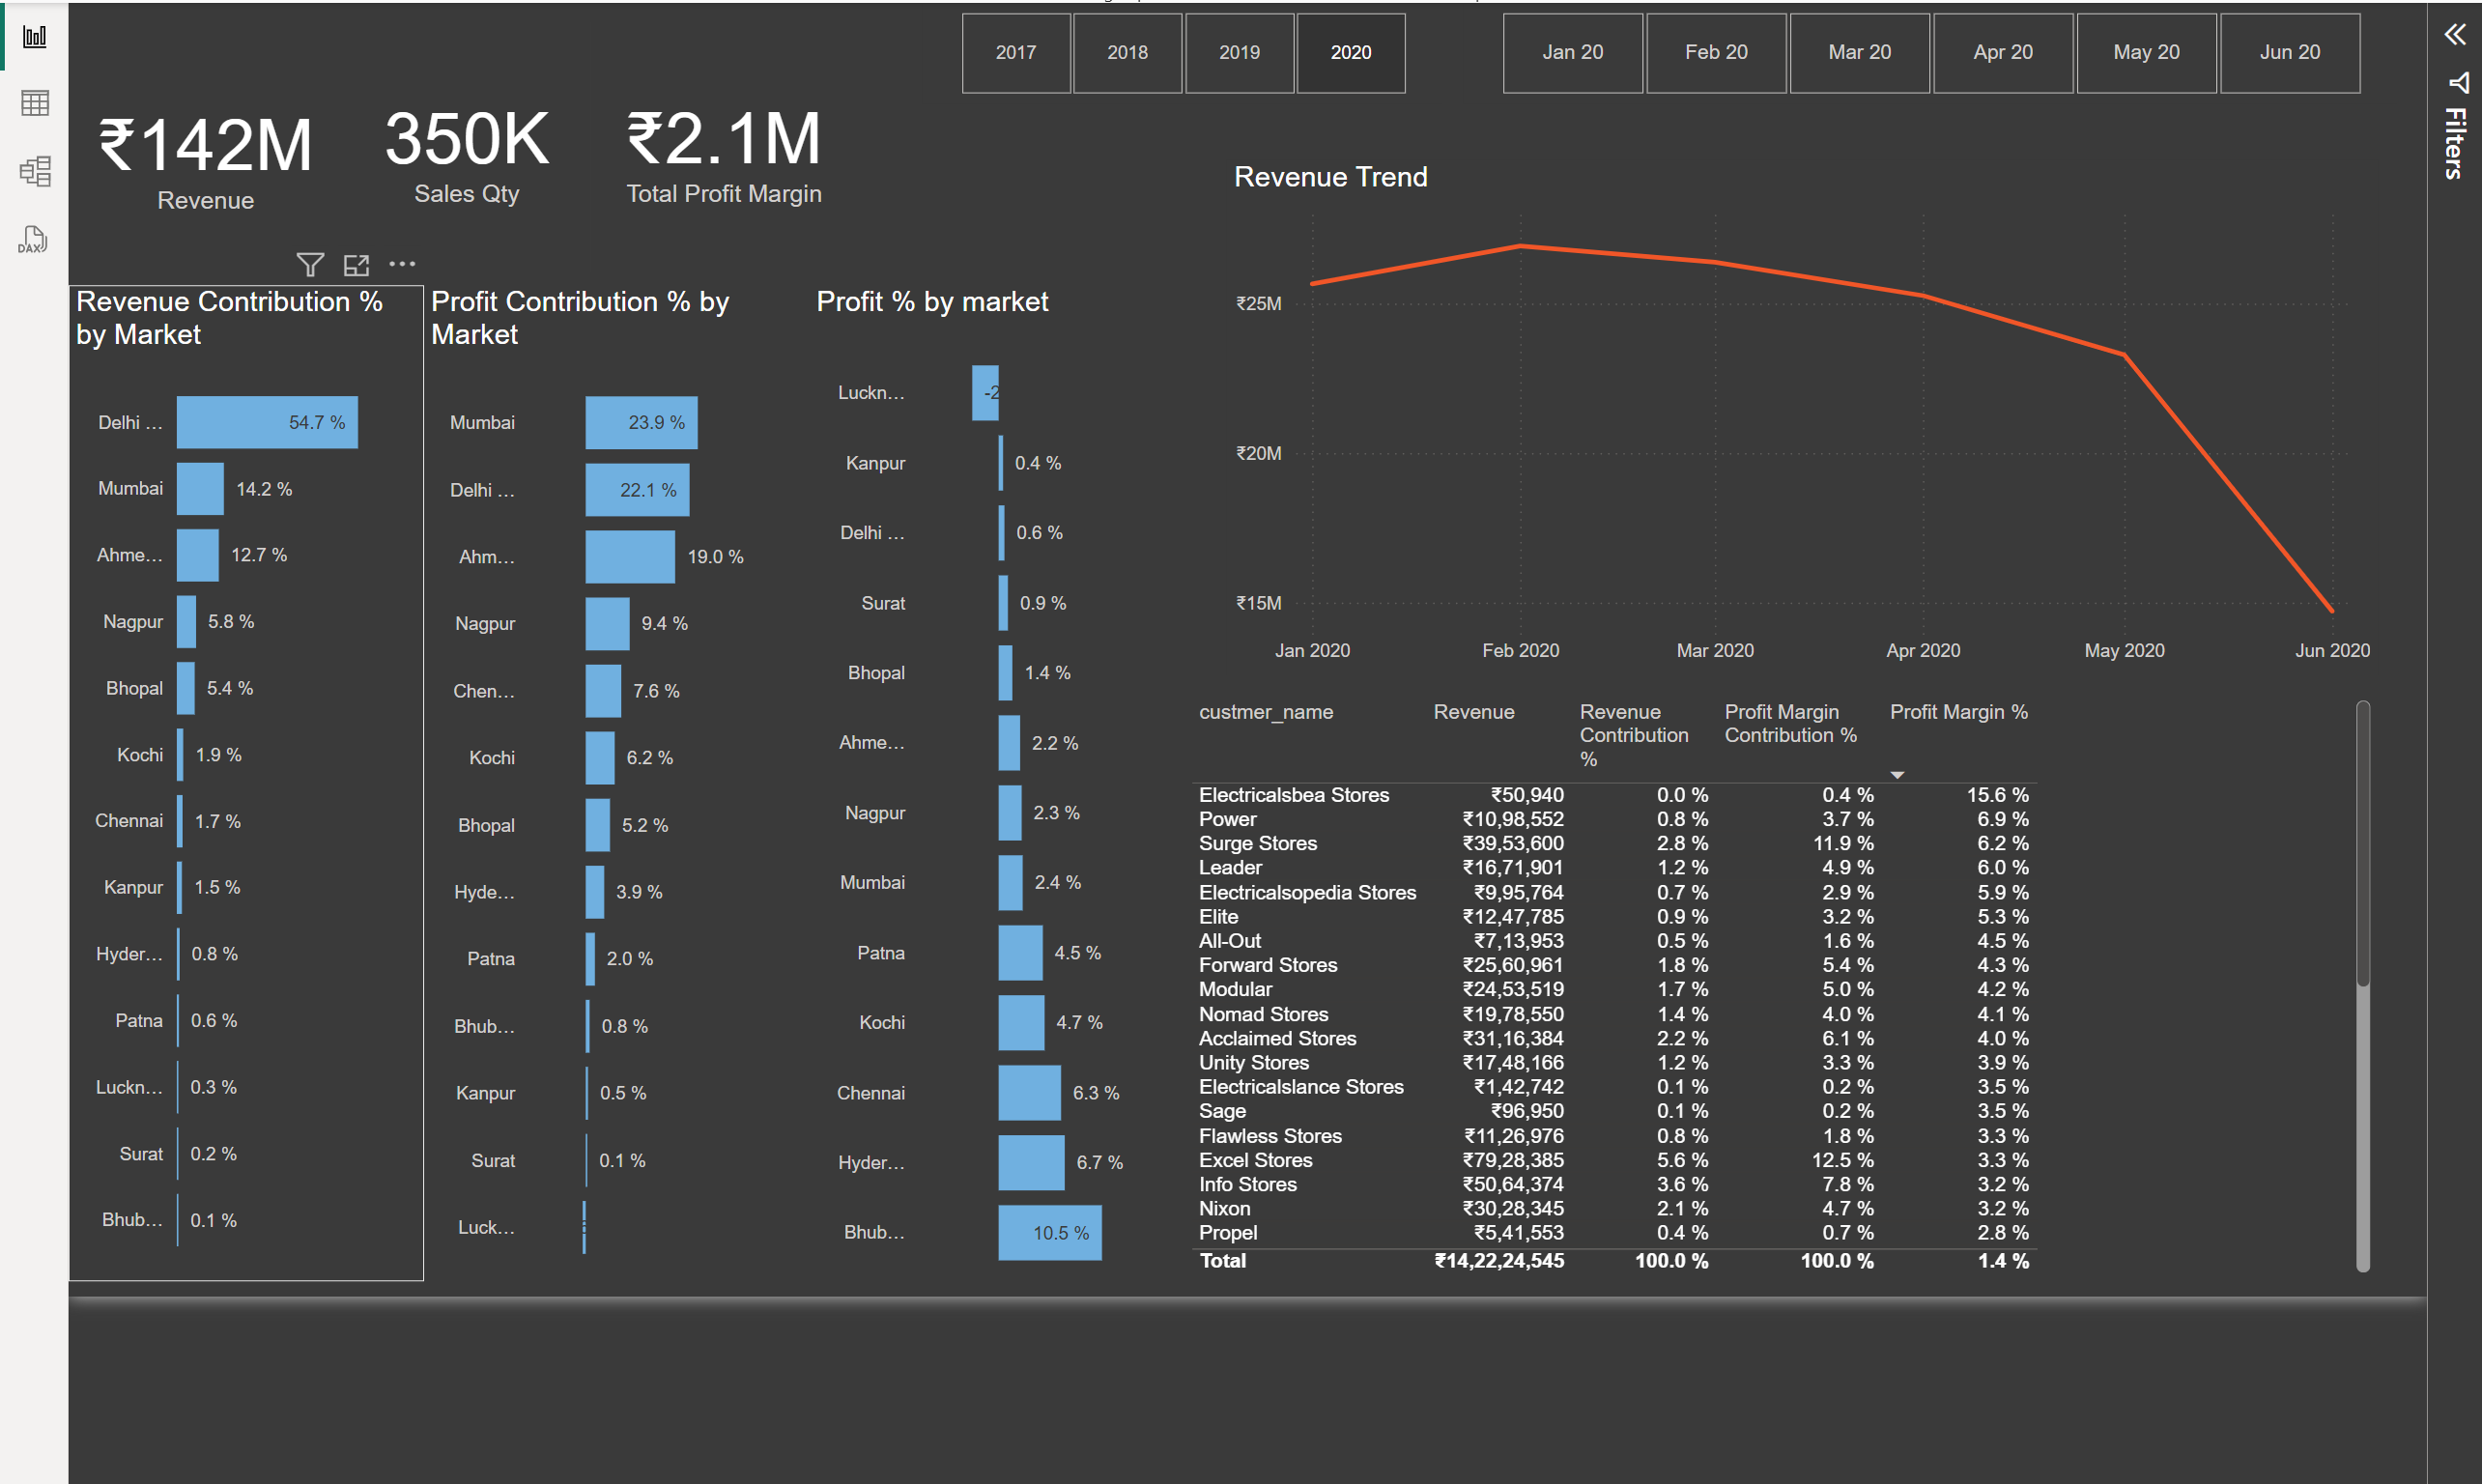 2017
2018
2019
2020
Jan 20
Feb 20
Mar 20
Apr 20
May 20
Jun 20
Filters
DAX
₹142M
Revenue
350K
Sales Qty
₹2.1M
Total Profit Margin
Revenue Contribution %
by Market
Delhi ...
54.7 %
Mumbai
14.2 %
Ahme...
12.7 %
Nagpur
5.8 %
Bhopal
5.4 %
Kochi
1.9 %
Chennai
1.7 %
Kanpur
1.5 %
Hyder...
0.8 %
Patna
0.6 %
Luckn...
0.3 %
Surat
0.2 %
Bhub...
0.1 %
Profit Contribution % by
Market
Mumbai
23.9 %
Delhi ...
22.1 %
Ahm...
19.0 %
Nagpur
9.4 %
Chen...
7.6 %
Kochi
6.2 %
Bhopal
5.2 %
Hyde...
3.9 %
Patna
2.0 %
Bhub...
0.8 %
Kanpur
0.5 %
Surat
0.1 %
Luck...
Profit % by market
Luckn...
-2
Kanpur
0.4 %
Delhi ...
0.6 %
Surat
0.9 %
Bhopal
1.4 %
Ahme...
2.2 %
Nagpur
2.3 %
Mumbai
2.4 %
Patna
4.5 %
Kochi
4.7 %
Chennai
6.3 %
Hyder...
6.7 %
Bhub...
10.5 %
Revenue Trend
₹25M
₹20M
₹15M
Jan 2020
Feb 2020
Mar 2020
Apr 2020
May 2020
Jun 2020
custmer_name Revenue Revenue Contribution % Profit Margin Contribution % Profit Margin %
Electricalsbea Stores ₹50,940 0.0 % 0.4 % 15.6 %
Power ₹10,98,552 0.8 % 3.7 % 6.9 %
Surge Stores ₹39,53,600 2.8 % 11.9 % 6.2 %
Leader ₹16,71,901 1.2 % 4.9 % 6.0 %
Electricalsopedia Stores ₹9,95,764 0.7 % 2.9 % 5.9 %
Elite ₹12,47,785 0.9 % 3.2 % 5.3 %
All-Out ₹7,13,953 0.5 % 1.6 % 4.5 %
Forward Stores ₹25,60,961 1.8 % 5.4 % 4.3 %
Modular ₹24,53,519 1.7 % 5.0 % 4.2 %
Nomad Stores ₹19,78,550 1.4 % 4.0 % 4.1 %
Acclaimed Stores ₹31,16,384 2.2 % 6.1 % 4.0 %
Unity Stores ₹17,48,166 1.2 % 3.3 % 3.9 %
Electricalslance Stores ₹1,42,742 0.1 % 0.2 % 3.5 %
Sage ₹96,950 0.1 % 0.2 % 3.5 %
Flawless Stores ₹11,26,976 0.8 % 1.8 % 3.3 %
Excel Stores ₹79,28,385 5.6 % 12.5 % 3.3 %
Info Stores ₹50,64,374 3.6 % 7.8 % 3.2 %
Nixon ₹30,28,345 2.1 % 4.7 % 3.2 %
Propel ₹5,41,553 0.4 % 0.7 % 2.8 %
Total ₹14,22,24,545 100.0 % 100.0 % 1.4 %